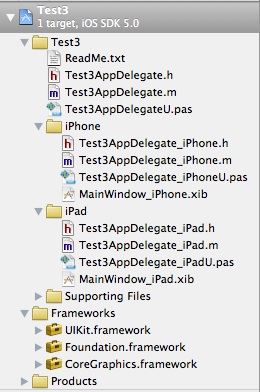 Test3
1 target, iOS SDK 5.0
Test3
ReadMe.txt
Test3AppDelegate.h
Test3AppDelegate.m
Test3AppDelegateU.pas
iPhone
Test3AppDelegate_iPhone.h
Test3AppDelegate_iPhone.m
Test3AppDelegate_iPhoneU.pas
MainWindow_iPhone.xib
iPad
Test3AppDelegate_iPad.h
Test3AppDelegate_iPad.m
Test3AppDelegate_iPadU.pas
MainWindow_iPad.xib
Supporting Files
Frameworks
UIKit.framework
Foundation.framework
CoreGraphics.framework
Products